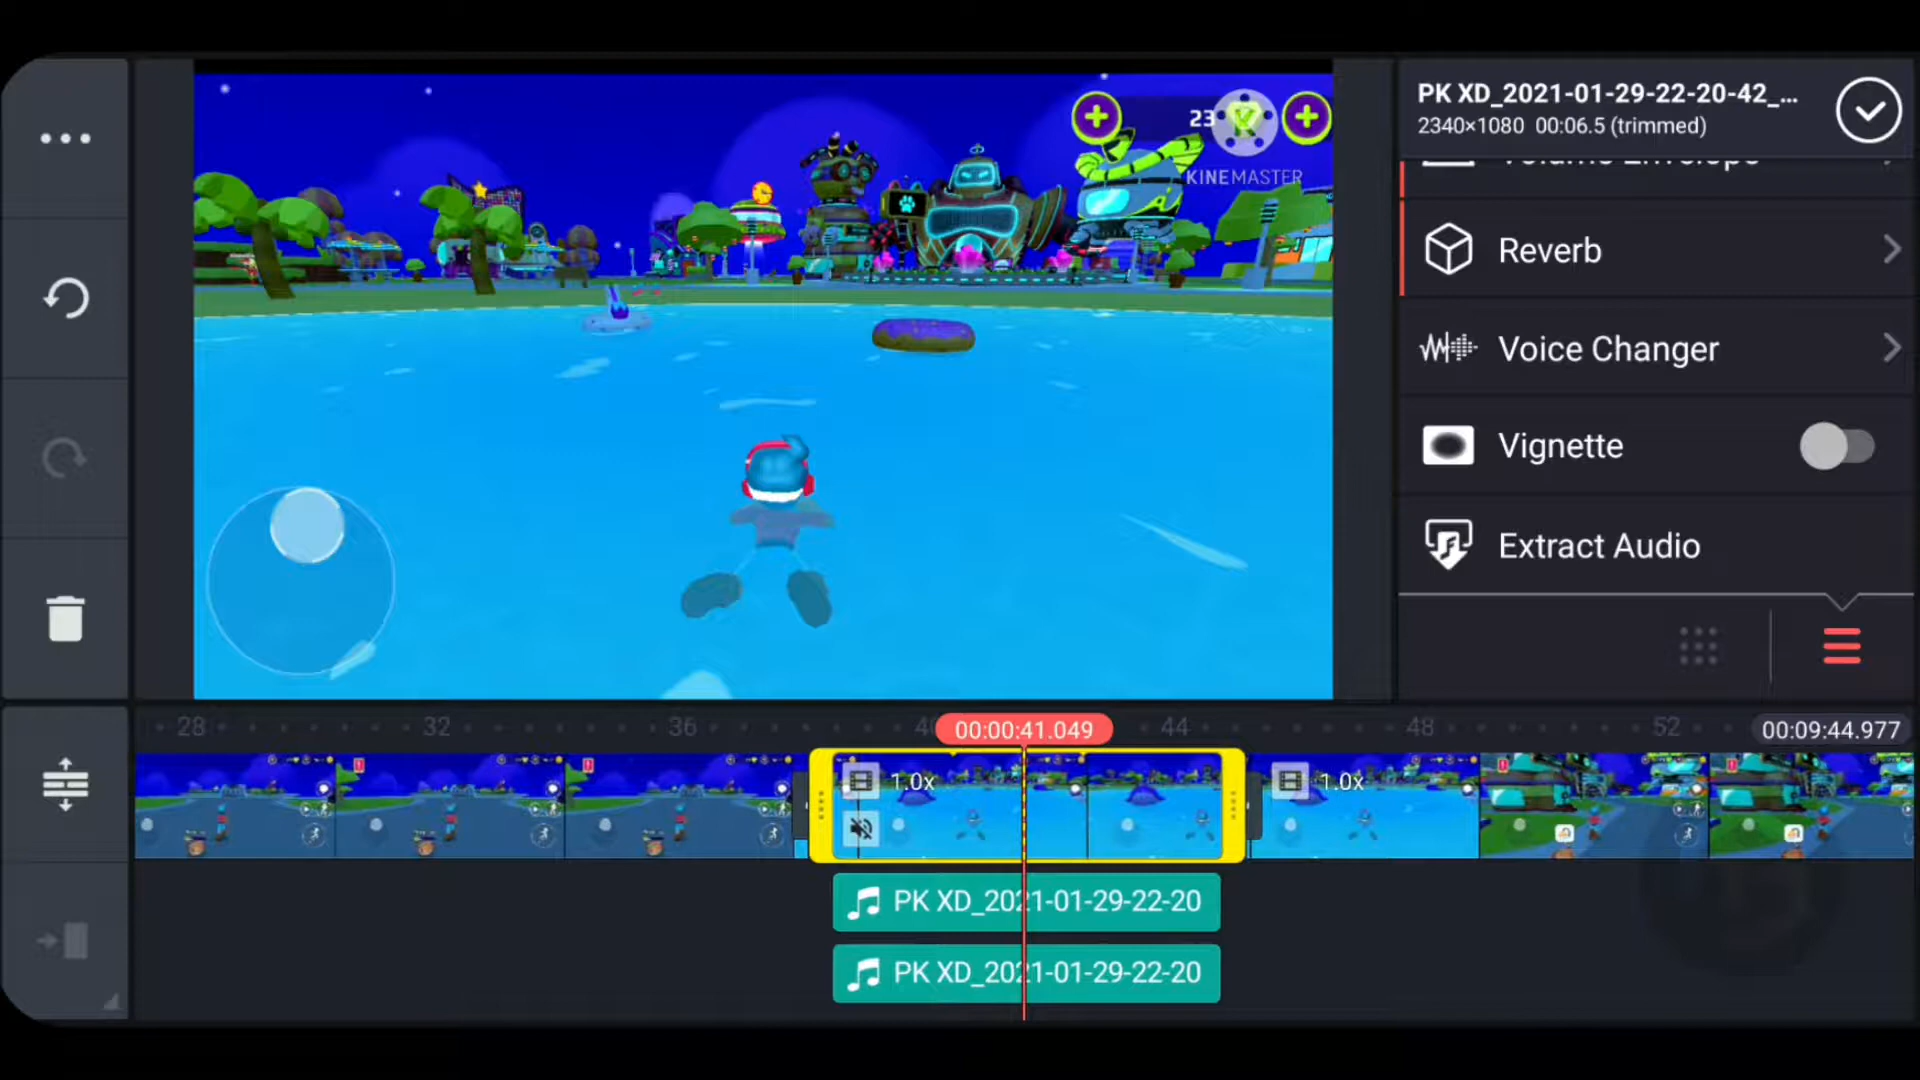 PK XD_2021-01-29-22-20-42_...
2340×1080 00:06.5 (trimmed)
Volume Envelope
Reverb
Voice Changer
Vignette
Extract Audio
23
KINEMASTER
28
32
36
00:00:41.049
44
48
52
00:09:44.977
1.0x
1.0x
PK XD_2021-01-29-22-20
PK XD_2021-01-29-22-20